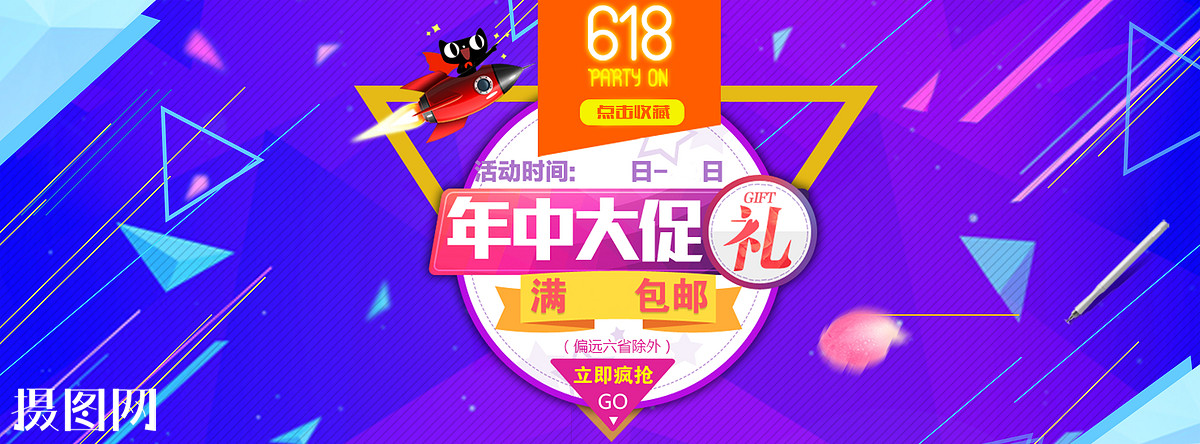 618
PARTY ON
点击收藏
活动时间: 日- 日
年中大促
GIFT
礼
满 包邮
(偏远六省除外)
立即疯抢
GO
摄图网